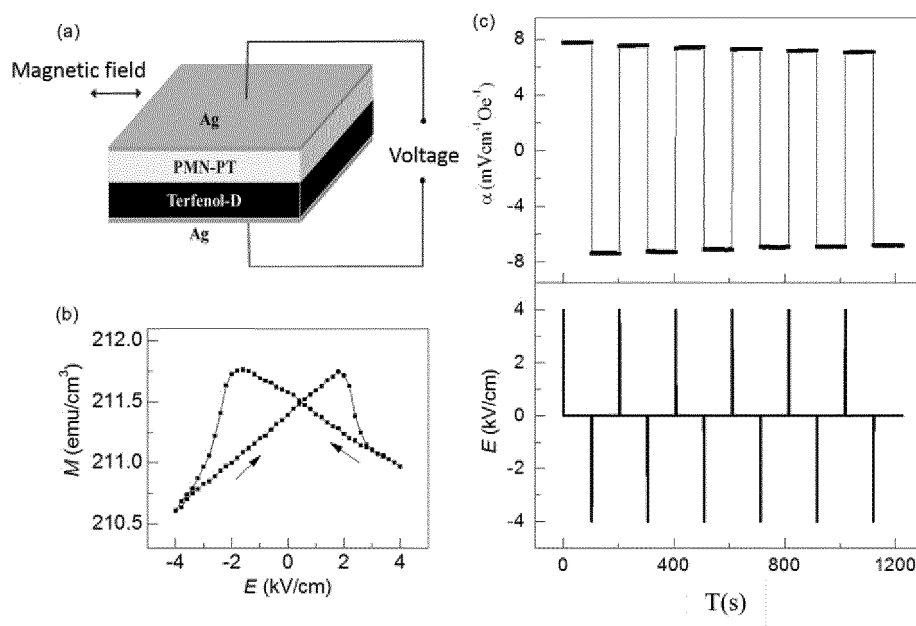 (a)
Magnetic field
Ag
PMN-PT
Terfenol-D
Ag
Voltage
(b)
M (emu/cm³)
212.0
211.5
211.0
210.5
-4 -2 0 2 4
E (kV/cm)
(c)
α (mVcm⁻¹Oe⁻¹)
8
4
0
-4
-8
E (kV/cm)
4
2
0
-2
-4
0 400 800 1200
T(s)